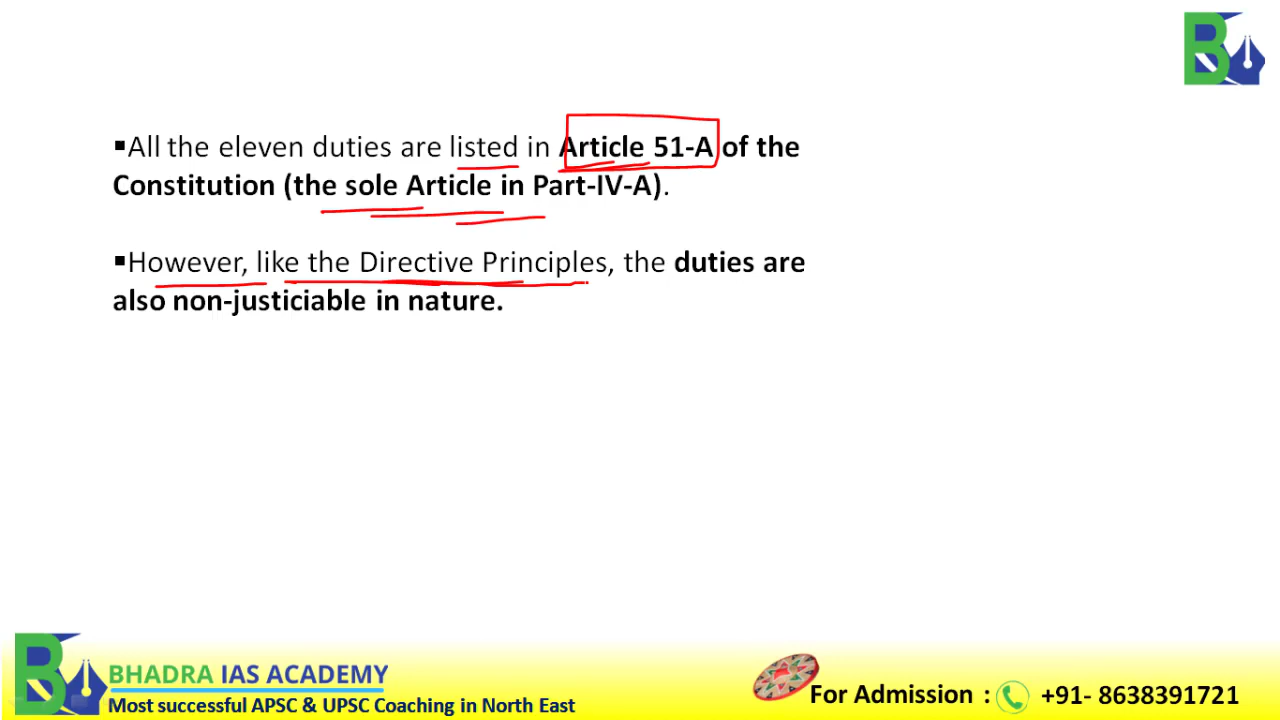 ▪All the eleven duties are listed in Article 51-A of the
Constitution (the sole Article in Part-IV-A).
▪However, like the Directive Principles, the duties are
also non-justiciable in nature.
BHADRA IAS ACADEMY
Most successful APSC & UPSC Coaching in North East
For Admission : +91- 8638391721